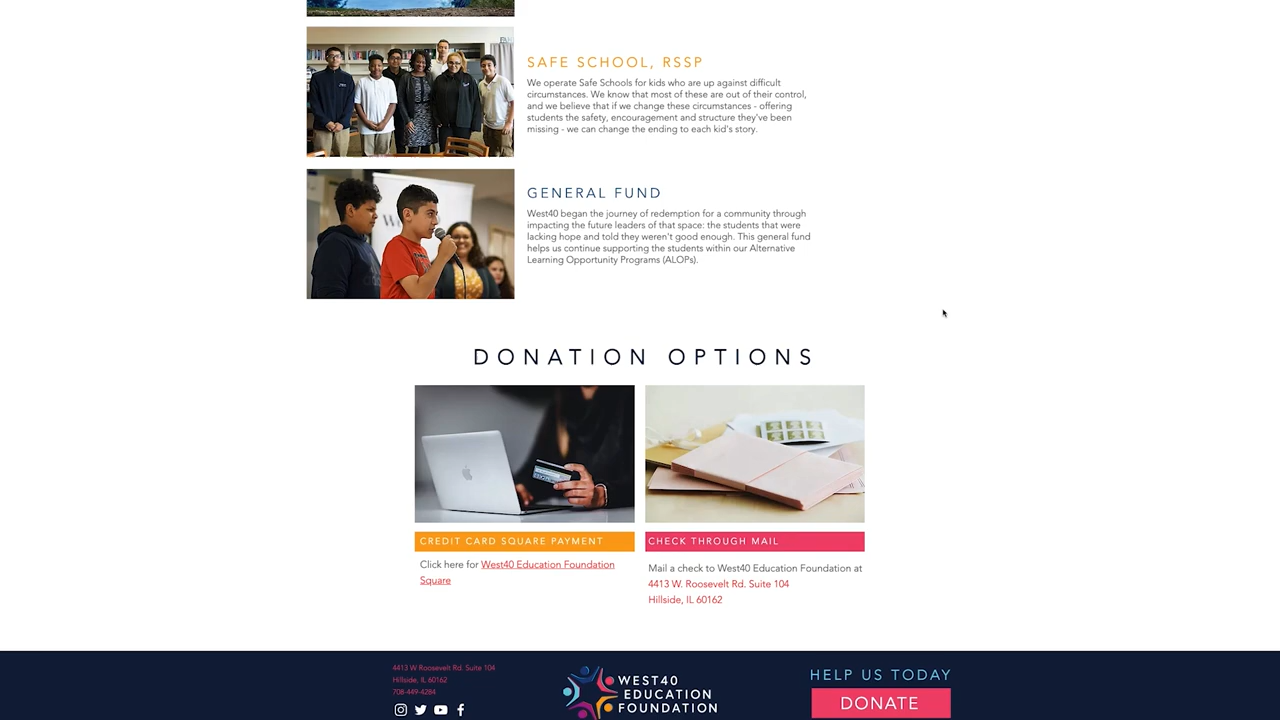 SAFE SCHOOL, RSSP
We operate Safe Schools for kids who are up against difficult
circumstances. We know that most of these are out of their control,
and we believe that if we change these circumstances - offering
students the safety, encouragement and structure they've been
missing - we can change the ending to each kid's story.
GENERAL FUND
West40 began the journey of redemption for a community through
impacting the future leaders of that space: the students that were
lacking hope and told they weren't good enough. This general fund
helps us continue supporting the students within our Alternative
Learning Opportunity Programs (ALOPs).
DONATION OPTIONS
CREDIT CARD SQUARE PAYMENT
Click here for West40 Education Foundation
Square
CHECK THROUGH MAIL
Mail a check to West40 Education Foundation at
4413 W. Roosevelt Rd. Suite 104
Hillside, IL 60162
4413 W Roosevelt Rd. Suite 104
Hillside, IL 60162
708-449-4284
WEST40
EDUCATION
FOUNDATION
HELP US TODAY
DONATE